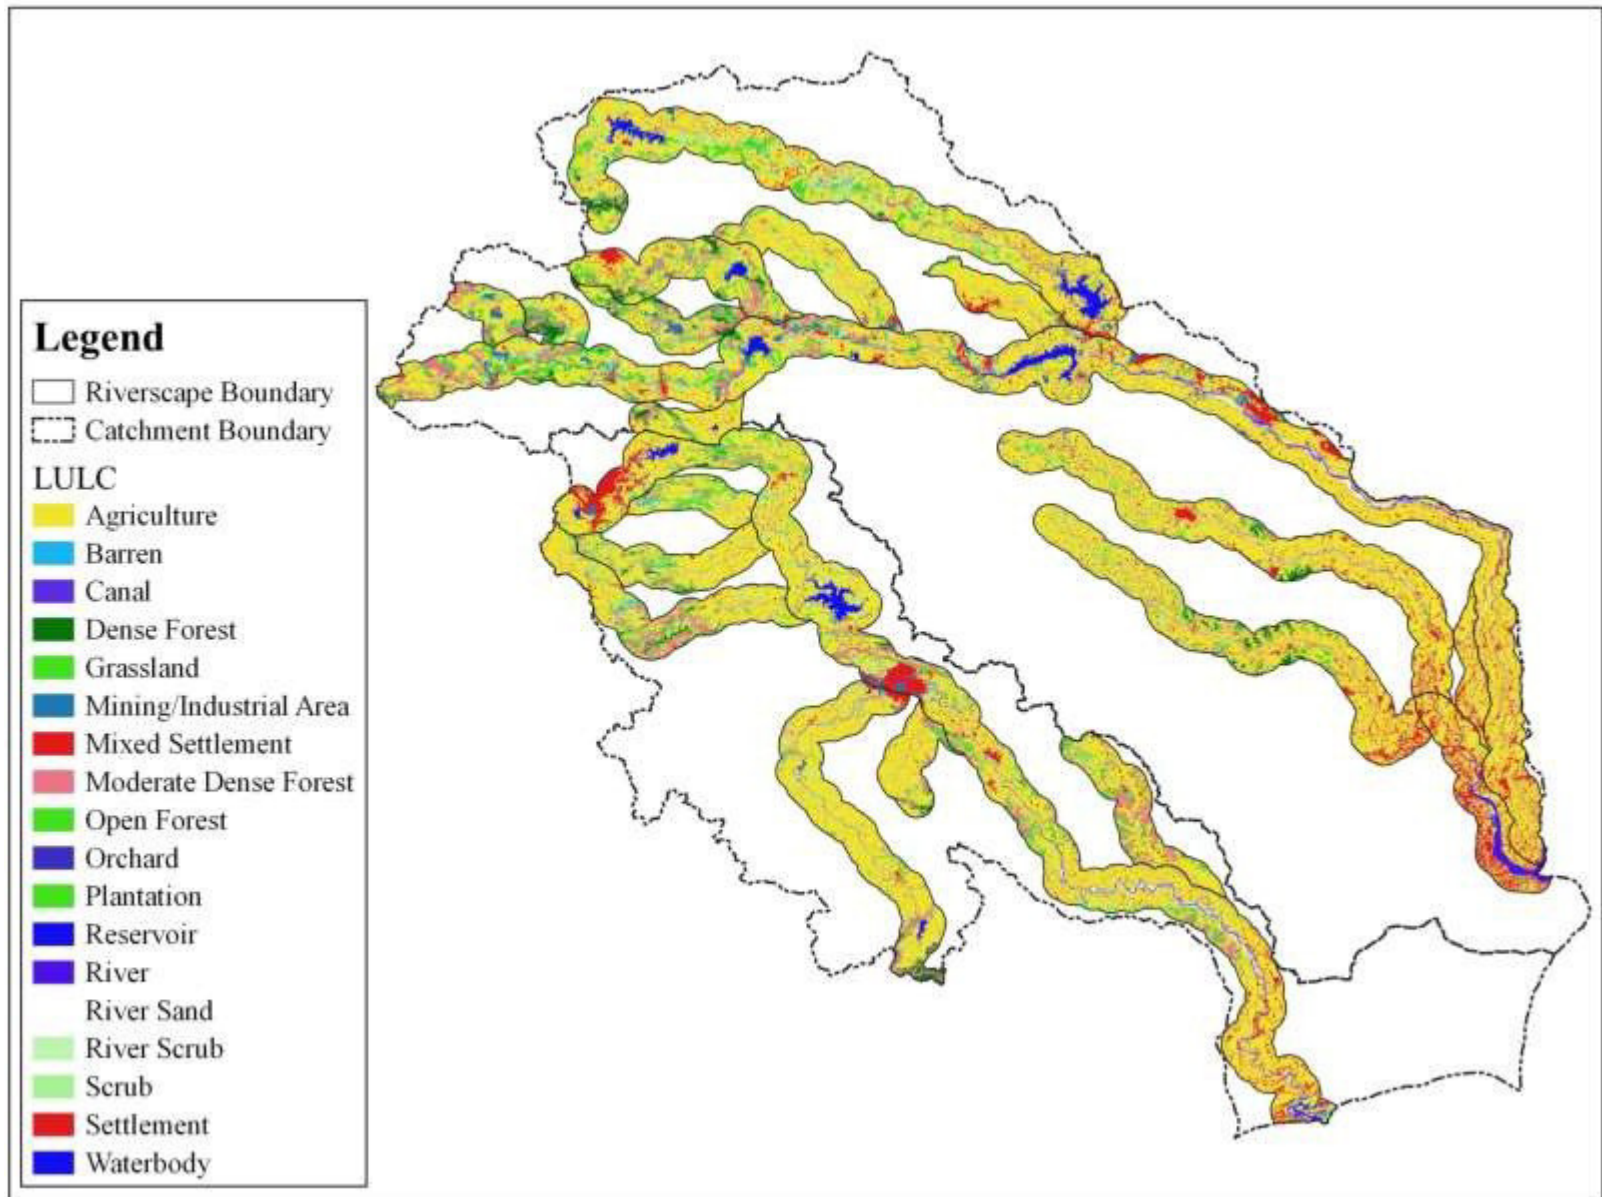 Legend
Riverscape Boundary
Catchment Boundary
LULC
Agriculture
Barren
Canal
Dense Forest
Grassland
Mining/Industrial Area
Mixed Settlement
Moderate Dense Forest
Open Forest
Orchard
Plantation
Reservoir
River
River Sand
River Scrub
Scrub
Settlement
Waterbody